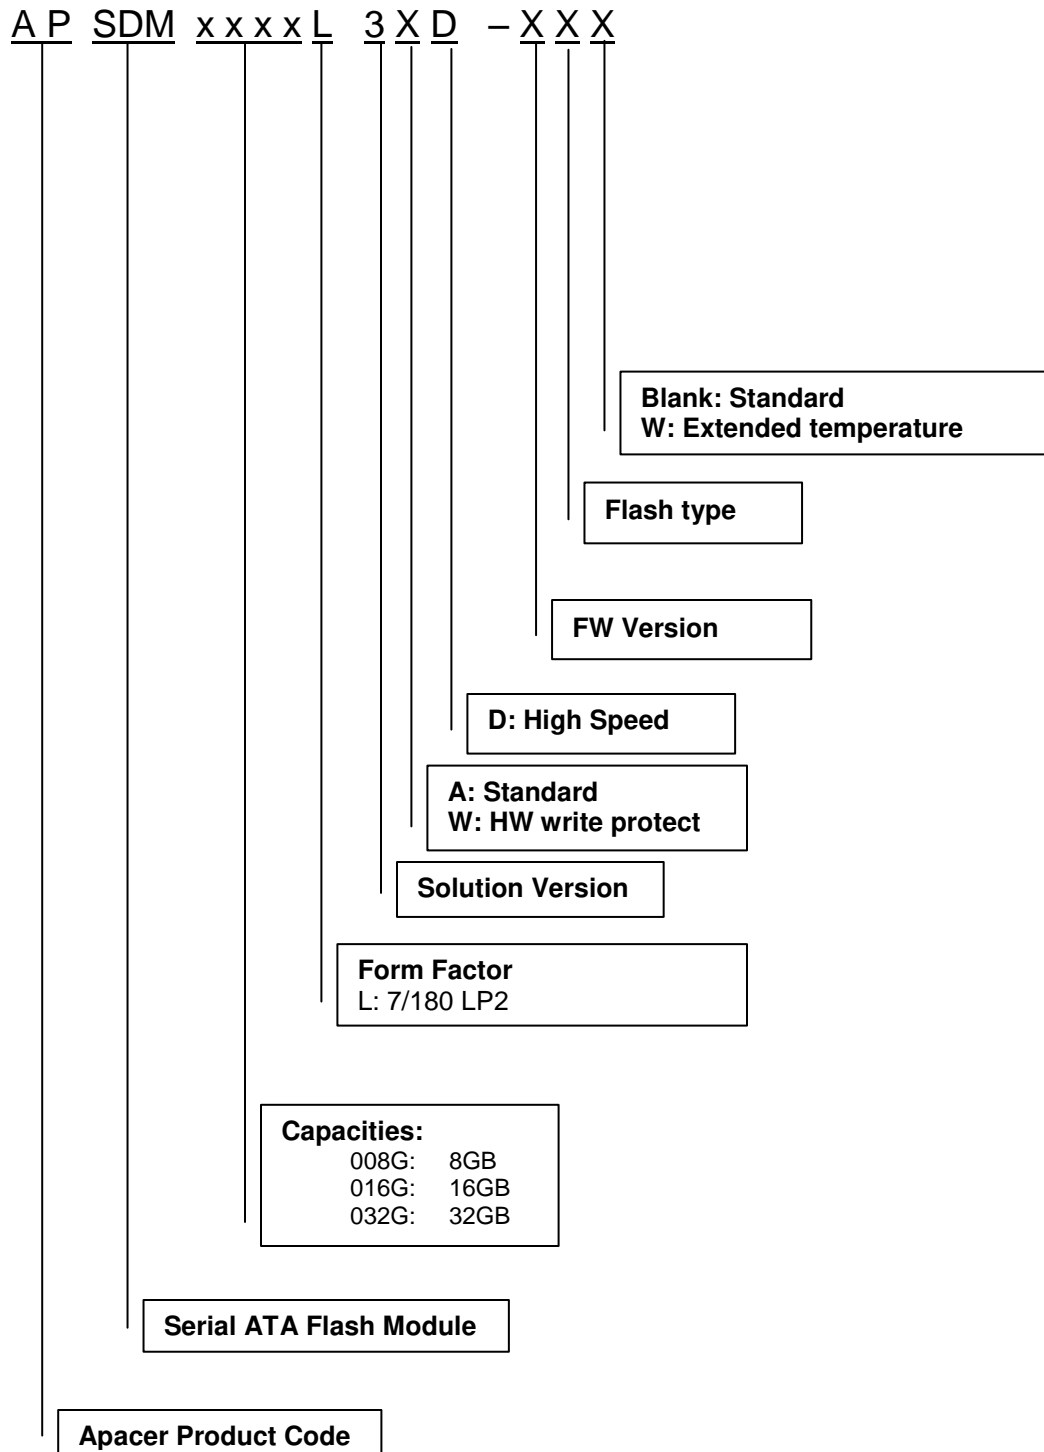 A P SDM x x x x L 3 X D – X X X
Blank: Standard
W: Extended temperature
Flash type
FW Version
D: High Speed
A: Standard
W: HW write protect
Solution Version
Form Factor
L: 7/180 LP2
Capacities:
008G: 8GB
016G: 16GB
032G: 32GB
Serial ATA Flash Module
Apacer Product Code